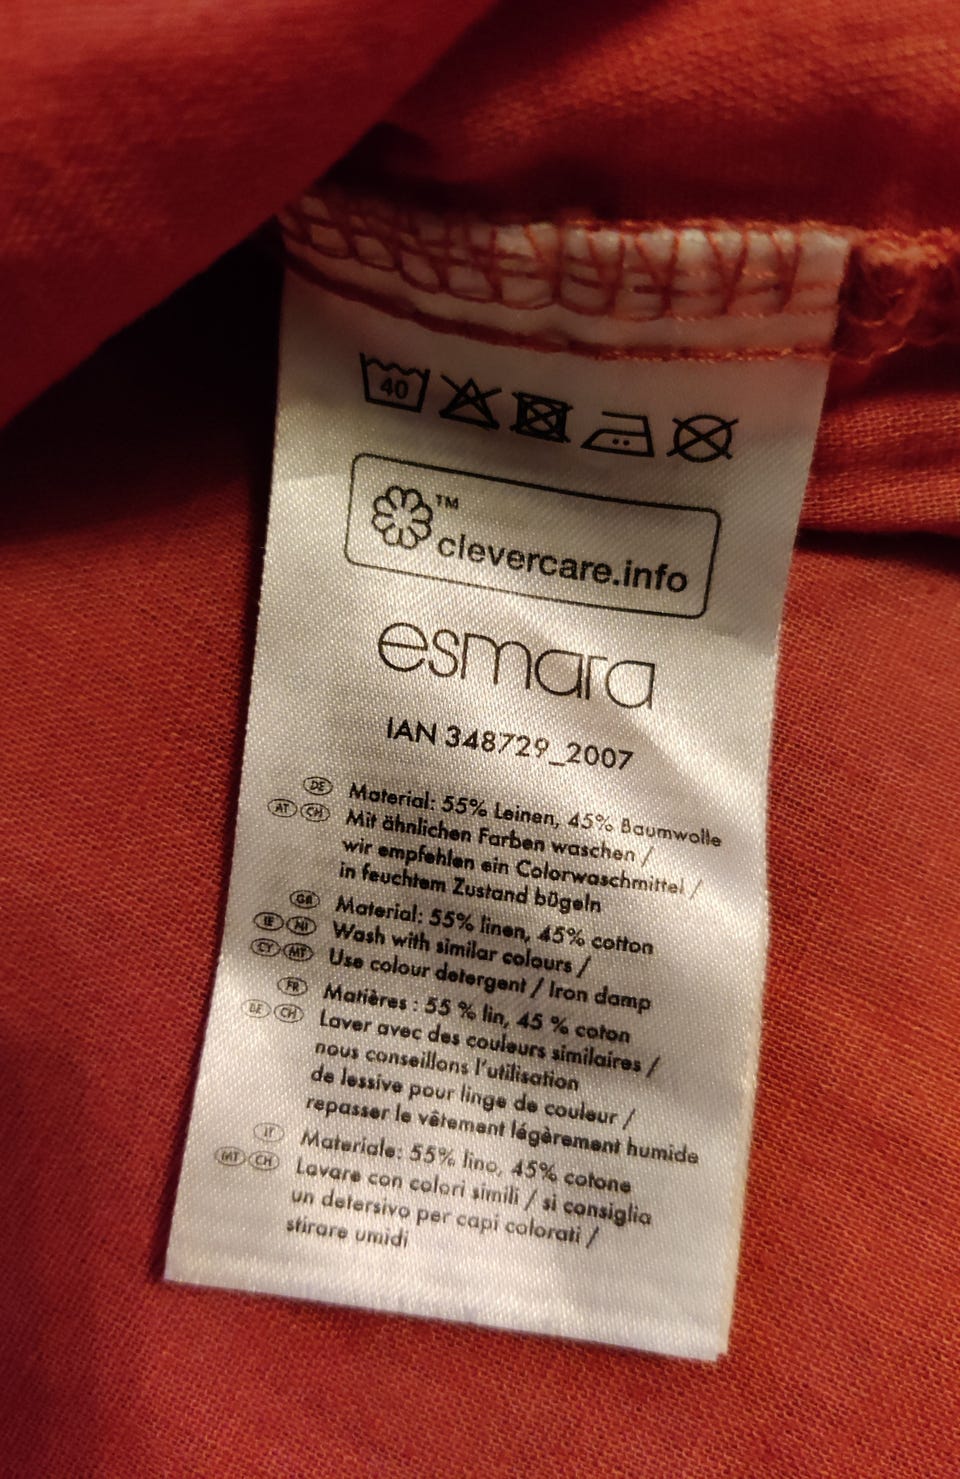 40
™
clevercare.info
esmara
IAN 348729_2007
DE Material: 55% Leinen, 45% Baumwolle
AT CH Mit ähnlichen Farben waschen /
wir empfehlen ein Colorwaschmittel /
in feuchtem Zustand bügeln
GB Material: 55% linen, 45% cotton
IE NI Wash with similar colours /
CY MT Use colour detergent / Iron damp
FR Matières : 55 % lin, 45 % coton
BE CH Laver avec des couleurs similaires /
nous conseillons l'utilisation
de lessive pour linge de couleur /
repasser le vêtement légèrement humide
IT Materiale: 55% lino, 45% cotone
MT CH Lavare con colori simili / si consiglia
un detersivo per capi colorati /
stirare umidi